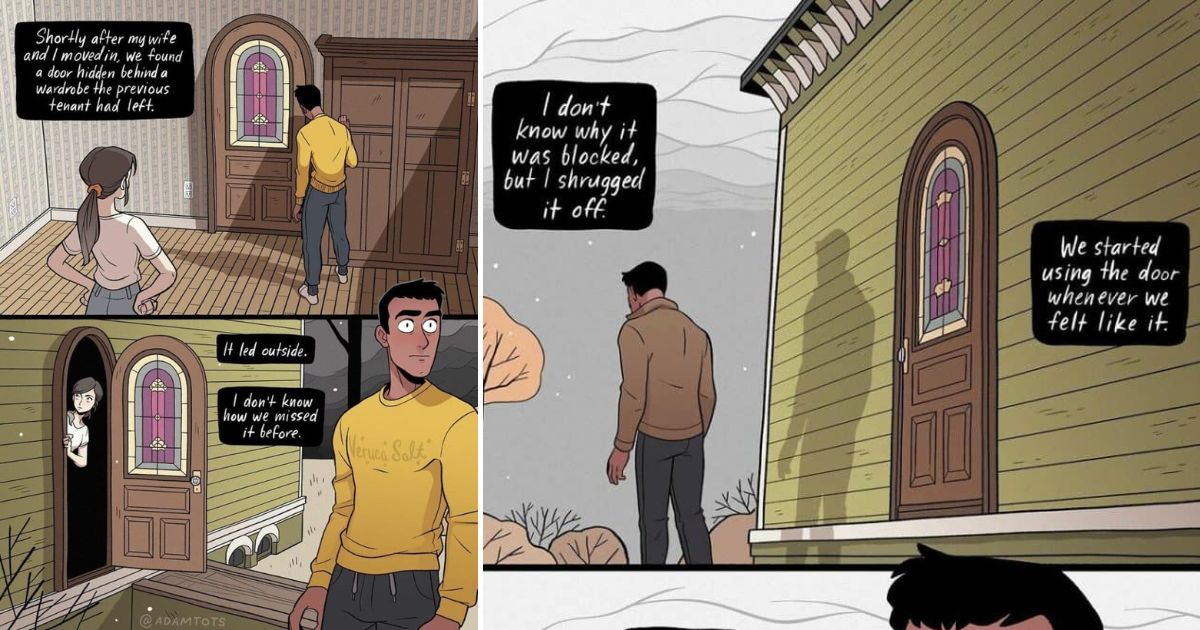 Shortly after my wife
and I moved in, we found
a door hidden behind a
wardrobe the previous
tenant had left.
It led outside.
I don't know
how we missed
it before.
Veruca Salt
@ADAMTOTS
I don't
know why it
was blocked,
but I shrugged
it off.
We started
using the door
whenever we
felt like it.